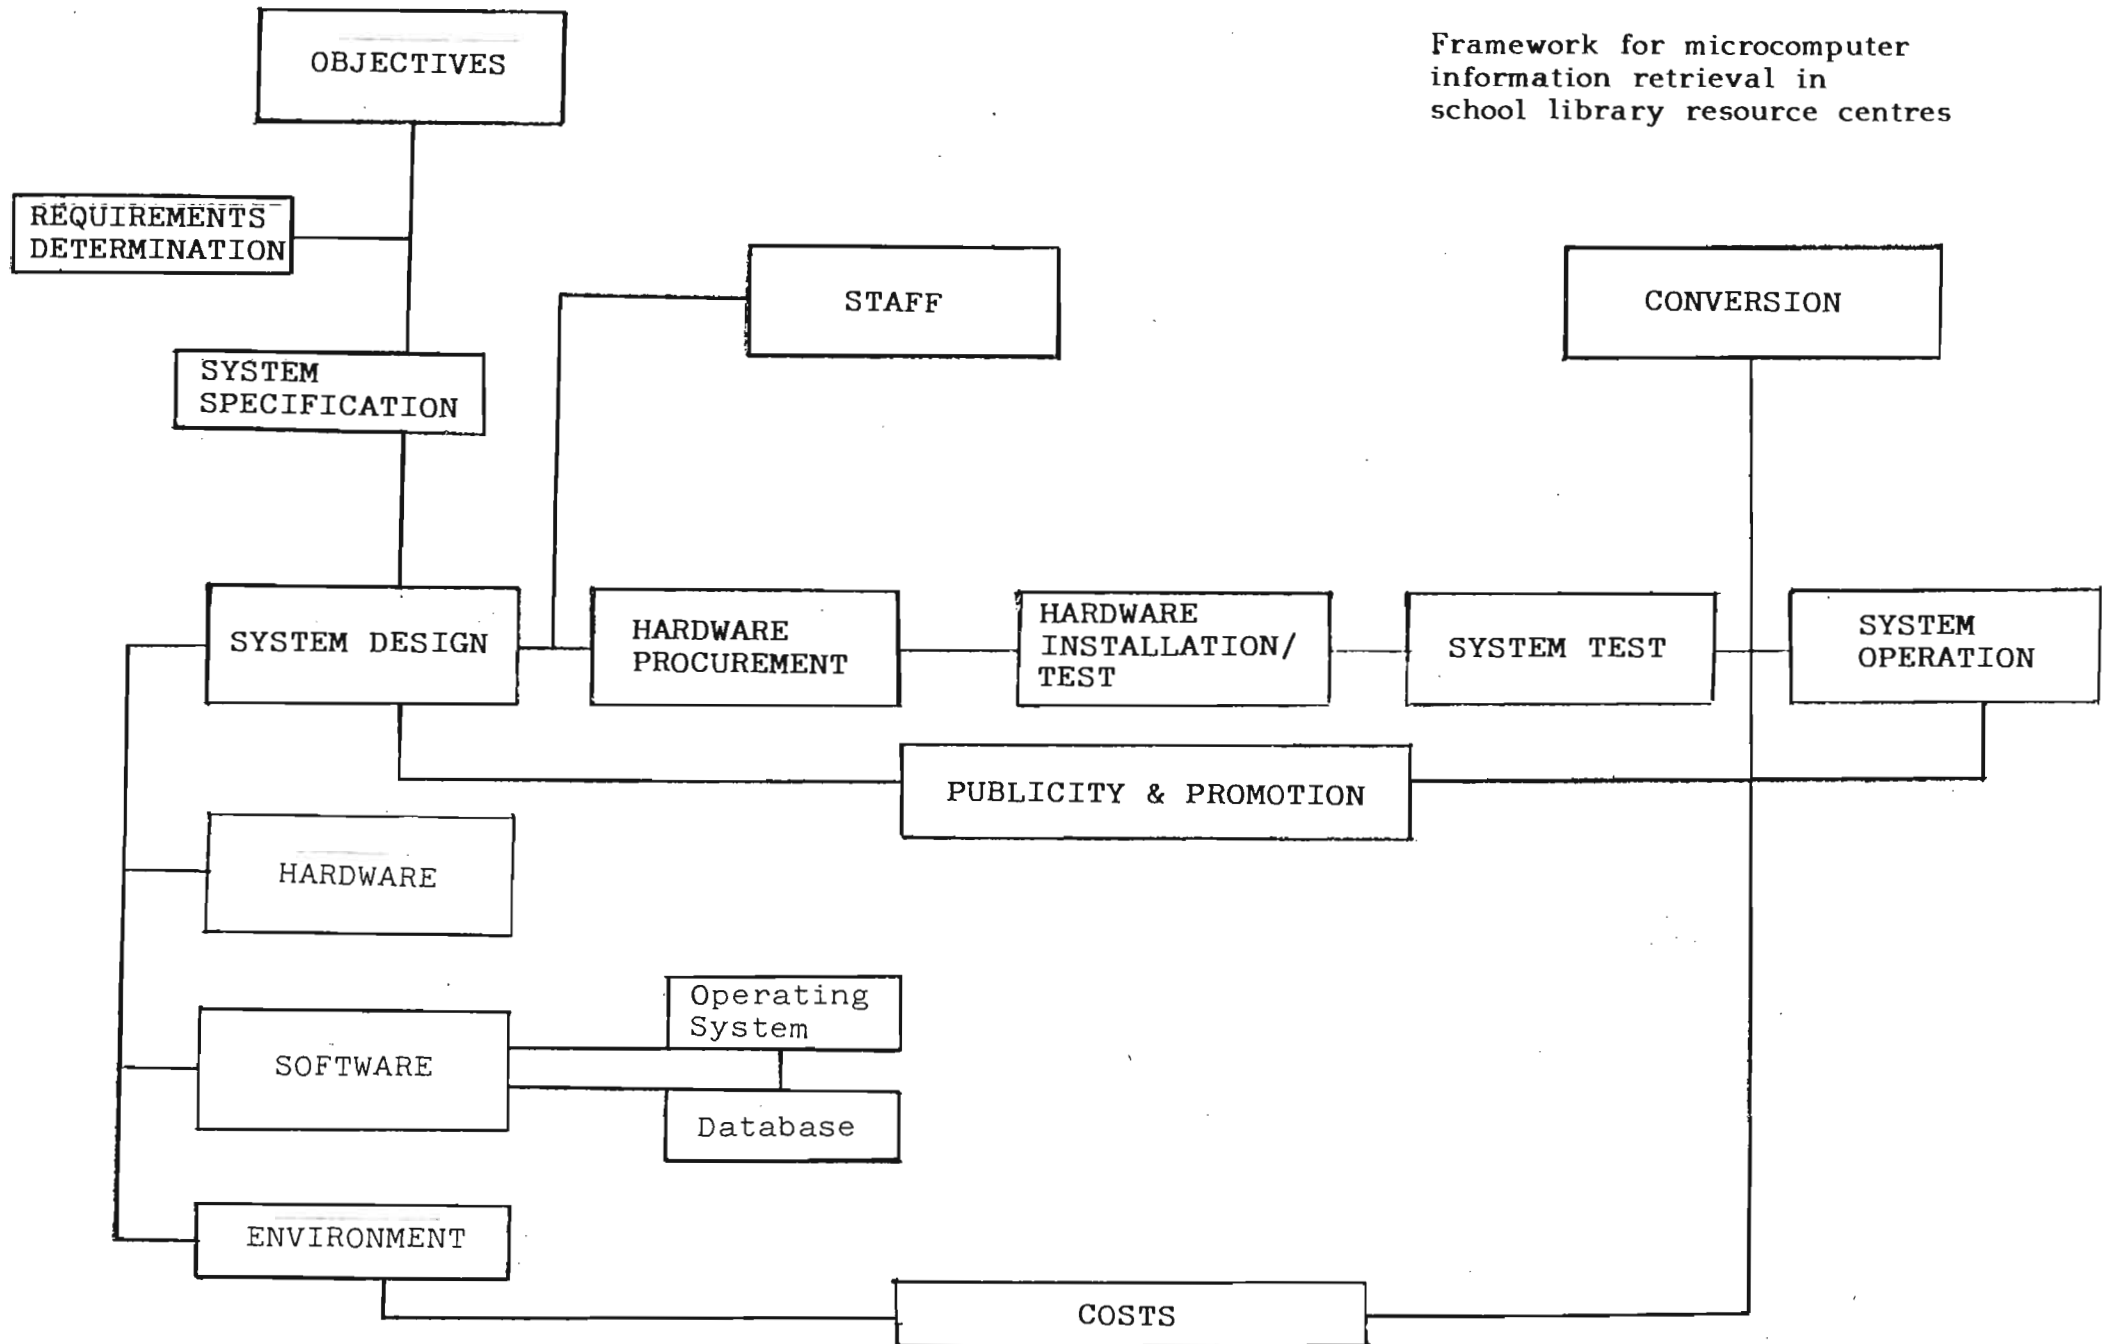 OBJECTIVES
Framework for microcomputer
information retrieval in
school library resource centres
REQUIREMENTS
DETERMINATION
STAFF
CONVERSION
SYSTEM
SPECIFICATION
SYSTEM DESIGN
HARDWARE
PROCUREMENT
HARDWARE
INSTALLATION/
TEST
SYSTEM TEST
SYSTEM
OPERATION
PUBLICITY & PROMOTION
HARDWARE
SOFTWARE
Operating
System
Database
ENVIRONMENT
COSTS